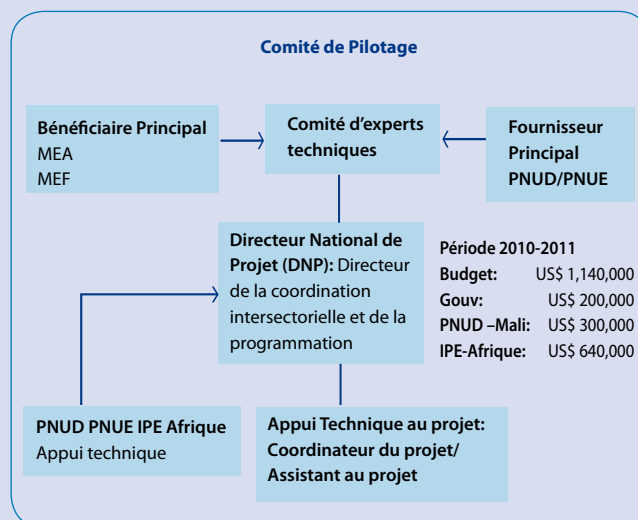 Comité de Pilotage
Bénéficiaire Principal
MEA
MEF
Comité d'experts
techniques
Fournisseur
Principal
PNUD/PNUE
Directeur National de
Projet (DNP): Directeur
de la coordination
intersectorielle et de la
programmation
Période 2010-2011
Budget: US$ 1,140,000
Gouv: US$ 200,000
PNUD –Mali: US$ 300,000
IPE-Afrique: US$ 640,000
PNUD PNUE IPE Afrique
Appui technique
Appui Technique au projet:
Coordinateur du projet/
Assistant au projet